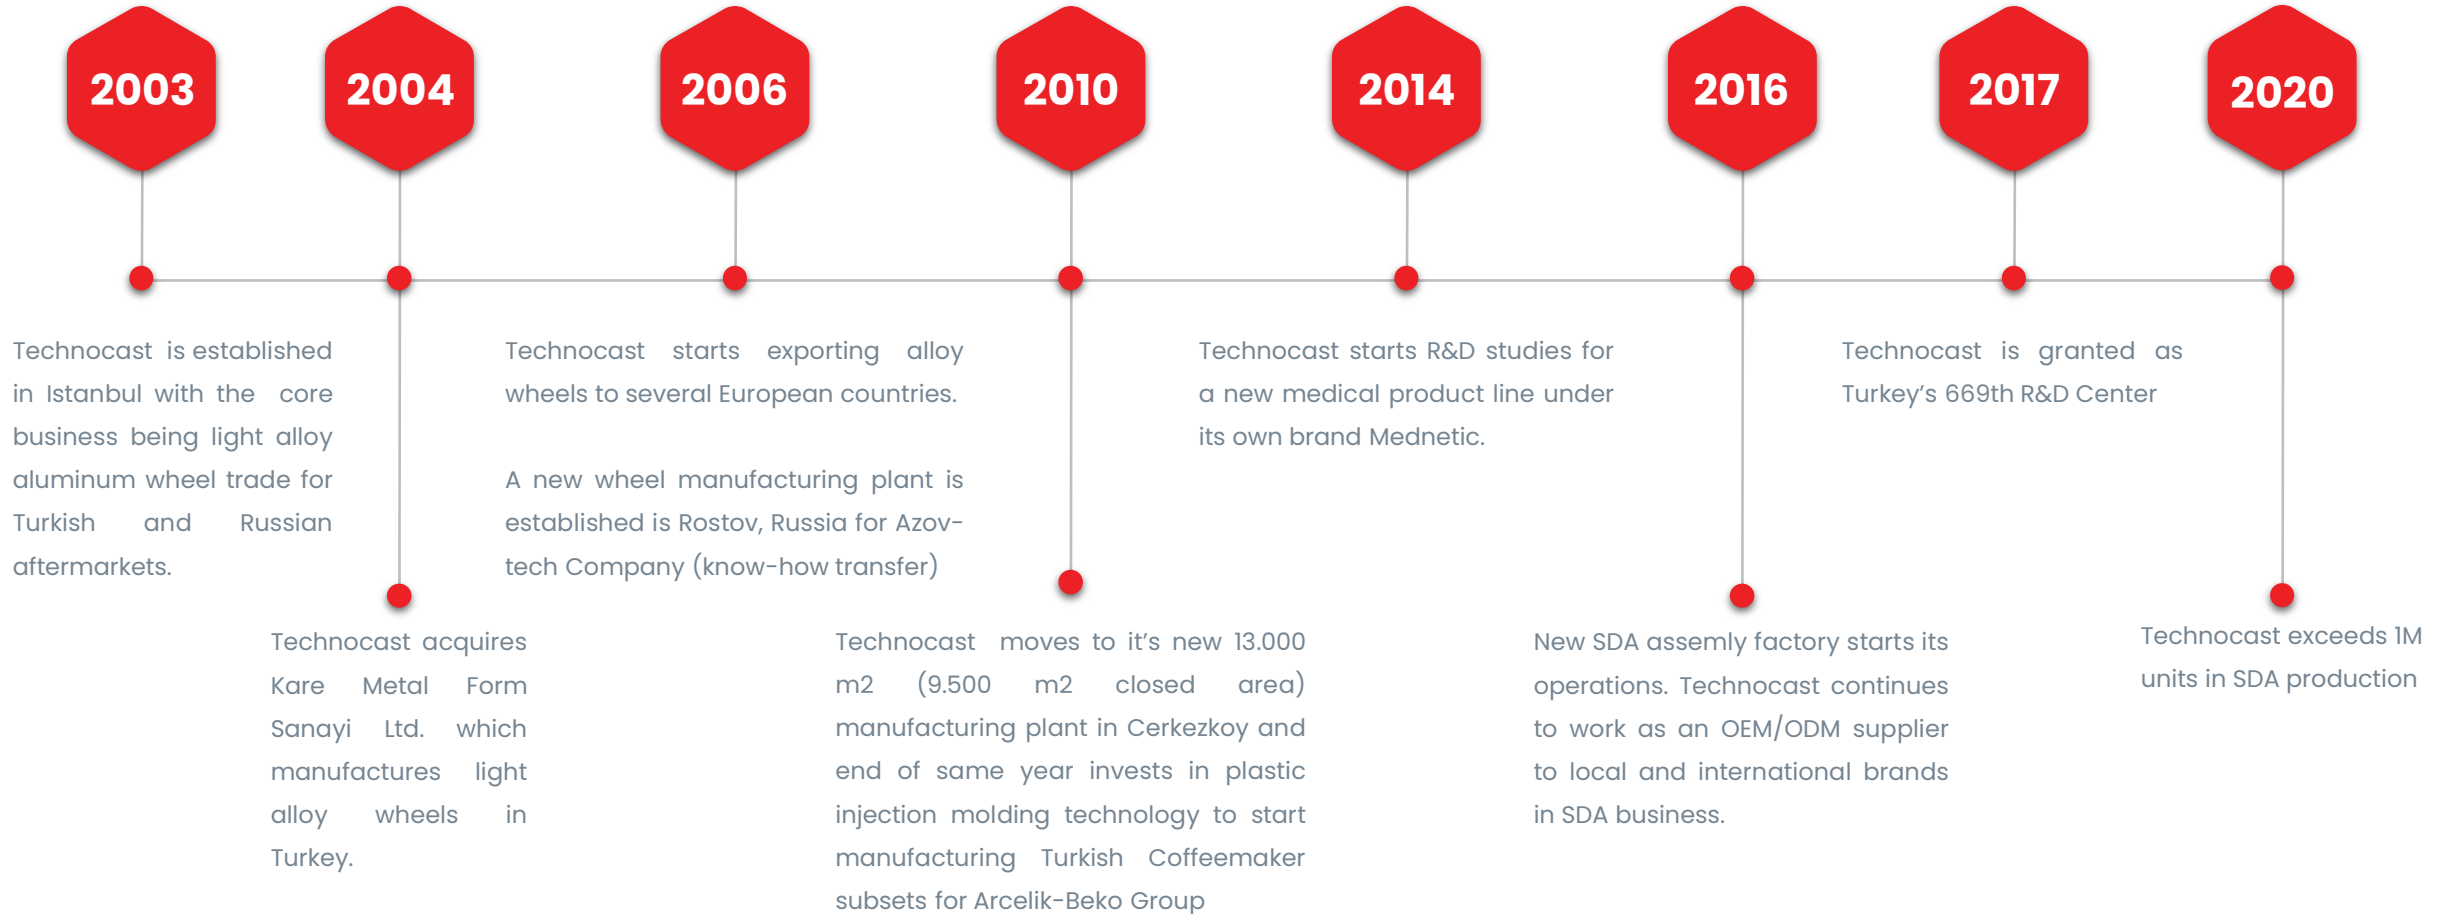 2003
2004
2006
2010
2014
2016
2017
2020
Technocast is established
in Istanbul with the core
business being light alloy
aluminum wheel trade for
Turkish and Russian
aftermarkets.
Technocast acquires
Kare Metal Form
Sanayi Ltd. which
manufactures light
alloy wheels in
Turkey.
Technocast starts exporting alloy
wheels to several European countries.
A new wheel manufacturing plant is
established is Rostov, Russia for Azov-
tech Company (know-how transfer)
Technocast moves to it's new 13.000
m2 (9.500 m2 closed area)
manufacturing plant in Cerkezkoy and
end of same year invests in plastic
injection molding technology to start
manufacturing Turkish Coffeemaker
subsets for Arcelik-Beko Group
Technocast starts R&D studies for
a new medical product line under
its own brand Mednetic.
New SDA assemly factory starts its
operations. Technocast continues
to work as an OEM/ODM supplier
to local and international brands
in SDA business.
Technocast is granted as
Turkey's 669th R&D Center
Technocast exceeds 1M
units in SDA production